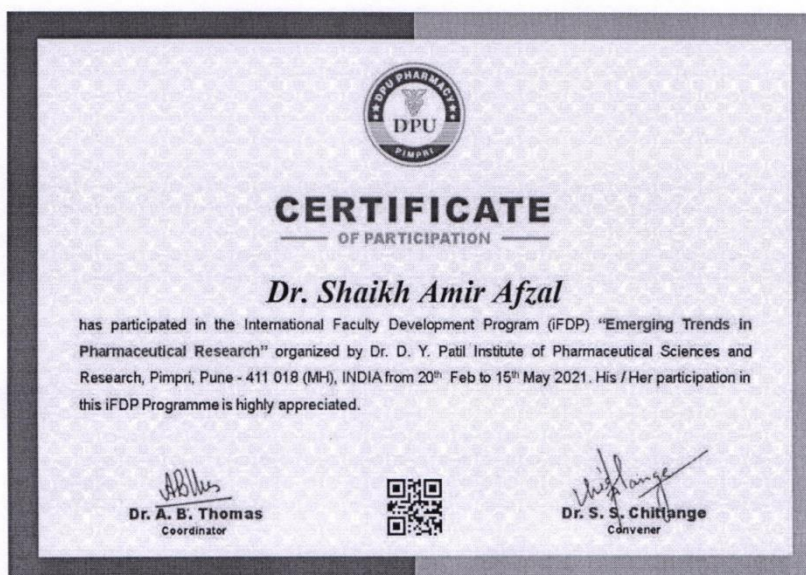 DPU PHARMACY
DPU
PIMPRI
CERTIFICATE
OF PARTICIPATION
Dr. Shaikh Amir Afzal
has participated in the International Faculty Development Program (iFDP) "Emerging Trends in
Pharmaceutical Research" organized by Dr. D. Y. Patil Institute of Pharmaceutical Sciences and
Research, Pimpri, Pune - 411 018 (MH), INDIA from 20th Feb to 15th May 2021. His / Her participation in
this iFDP Programme is highly appreciated.
Dr. A. B. Thomas
Coordinator
Dr. S. S. Chitlange
Convener